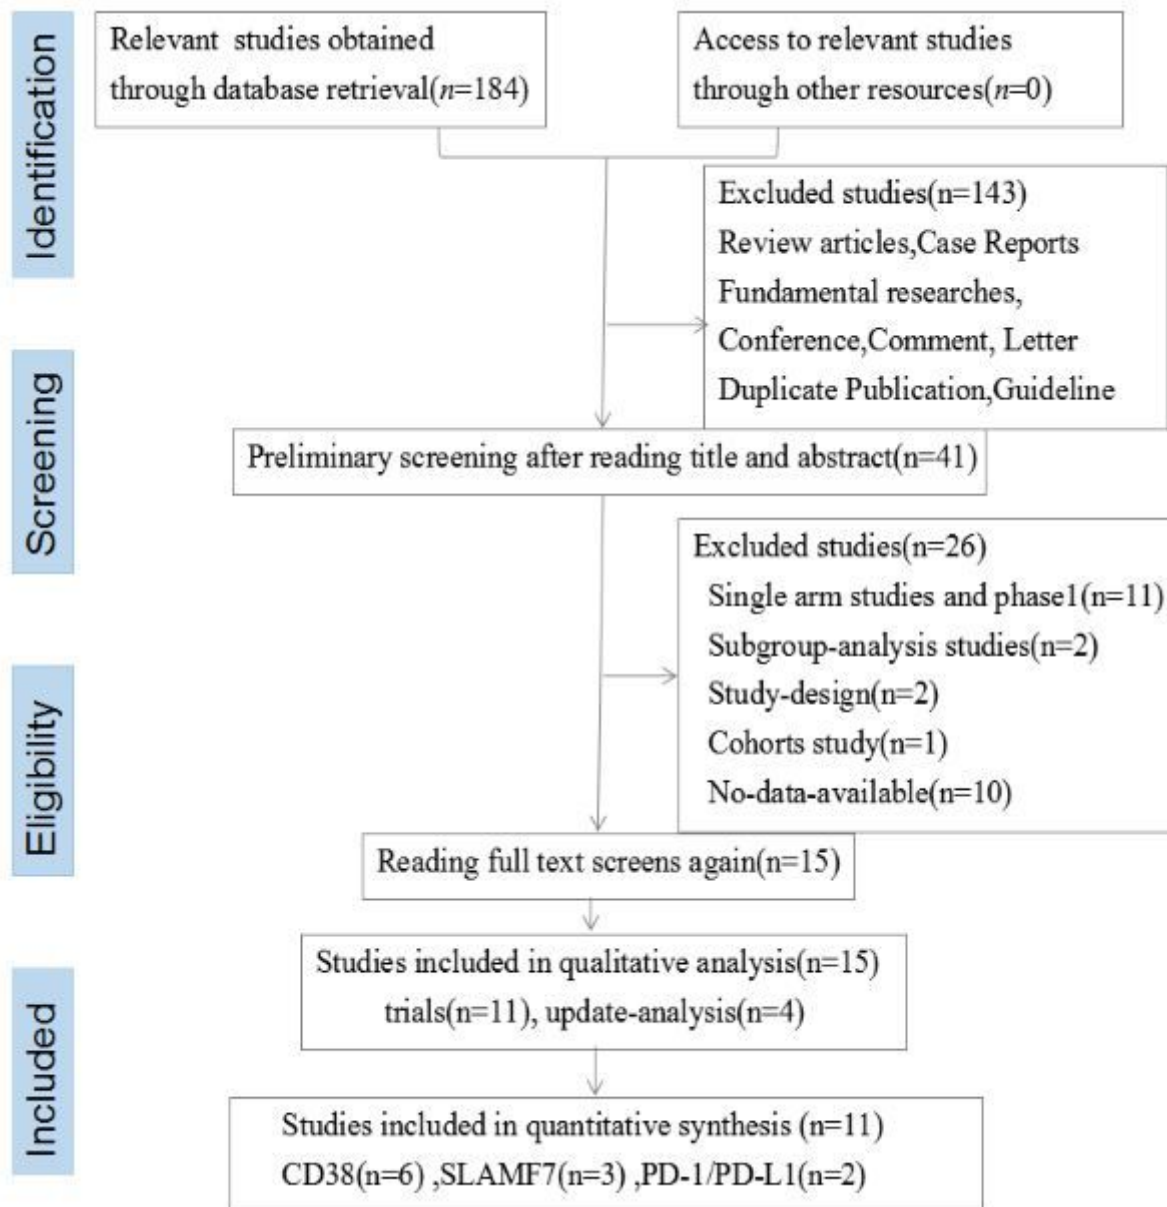 Identification
Relevant studies obtained
through database retrieval(n=184)
Access to relevant studies
through other resources(n=0)
Excluded studies(n=143)
Review articles,Case Reports
Fundamental researches,
Conference,Comment, Letter
Duplicate Publication,Guideline
Screening
Preliminary screening after reading title and abstract(n=41)
Excluded studies(n=26)
Single arm studies and phase1(n=11)
Subgroup-analysis studies(n=2)
Study-design(n=2)
Cohorts study(n=1)
No-data-available(n=10)
Eligibility
Reading full text screens again(n=15)
Studies included in qualitative analysis(n=15)
trials(n=11), update-analysis(n=4)
Included
Studies included in quantitative synthesis (n=11)
CD38(n=6) ,SLAMF7(n=3) ,PD-1/PD-L1(n=2)